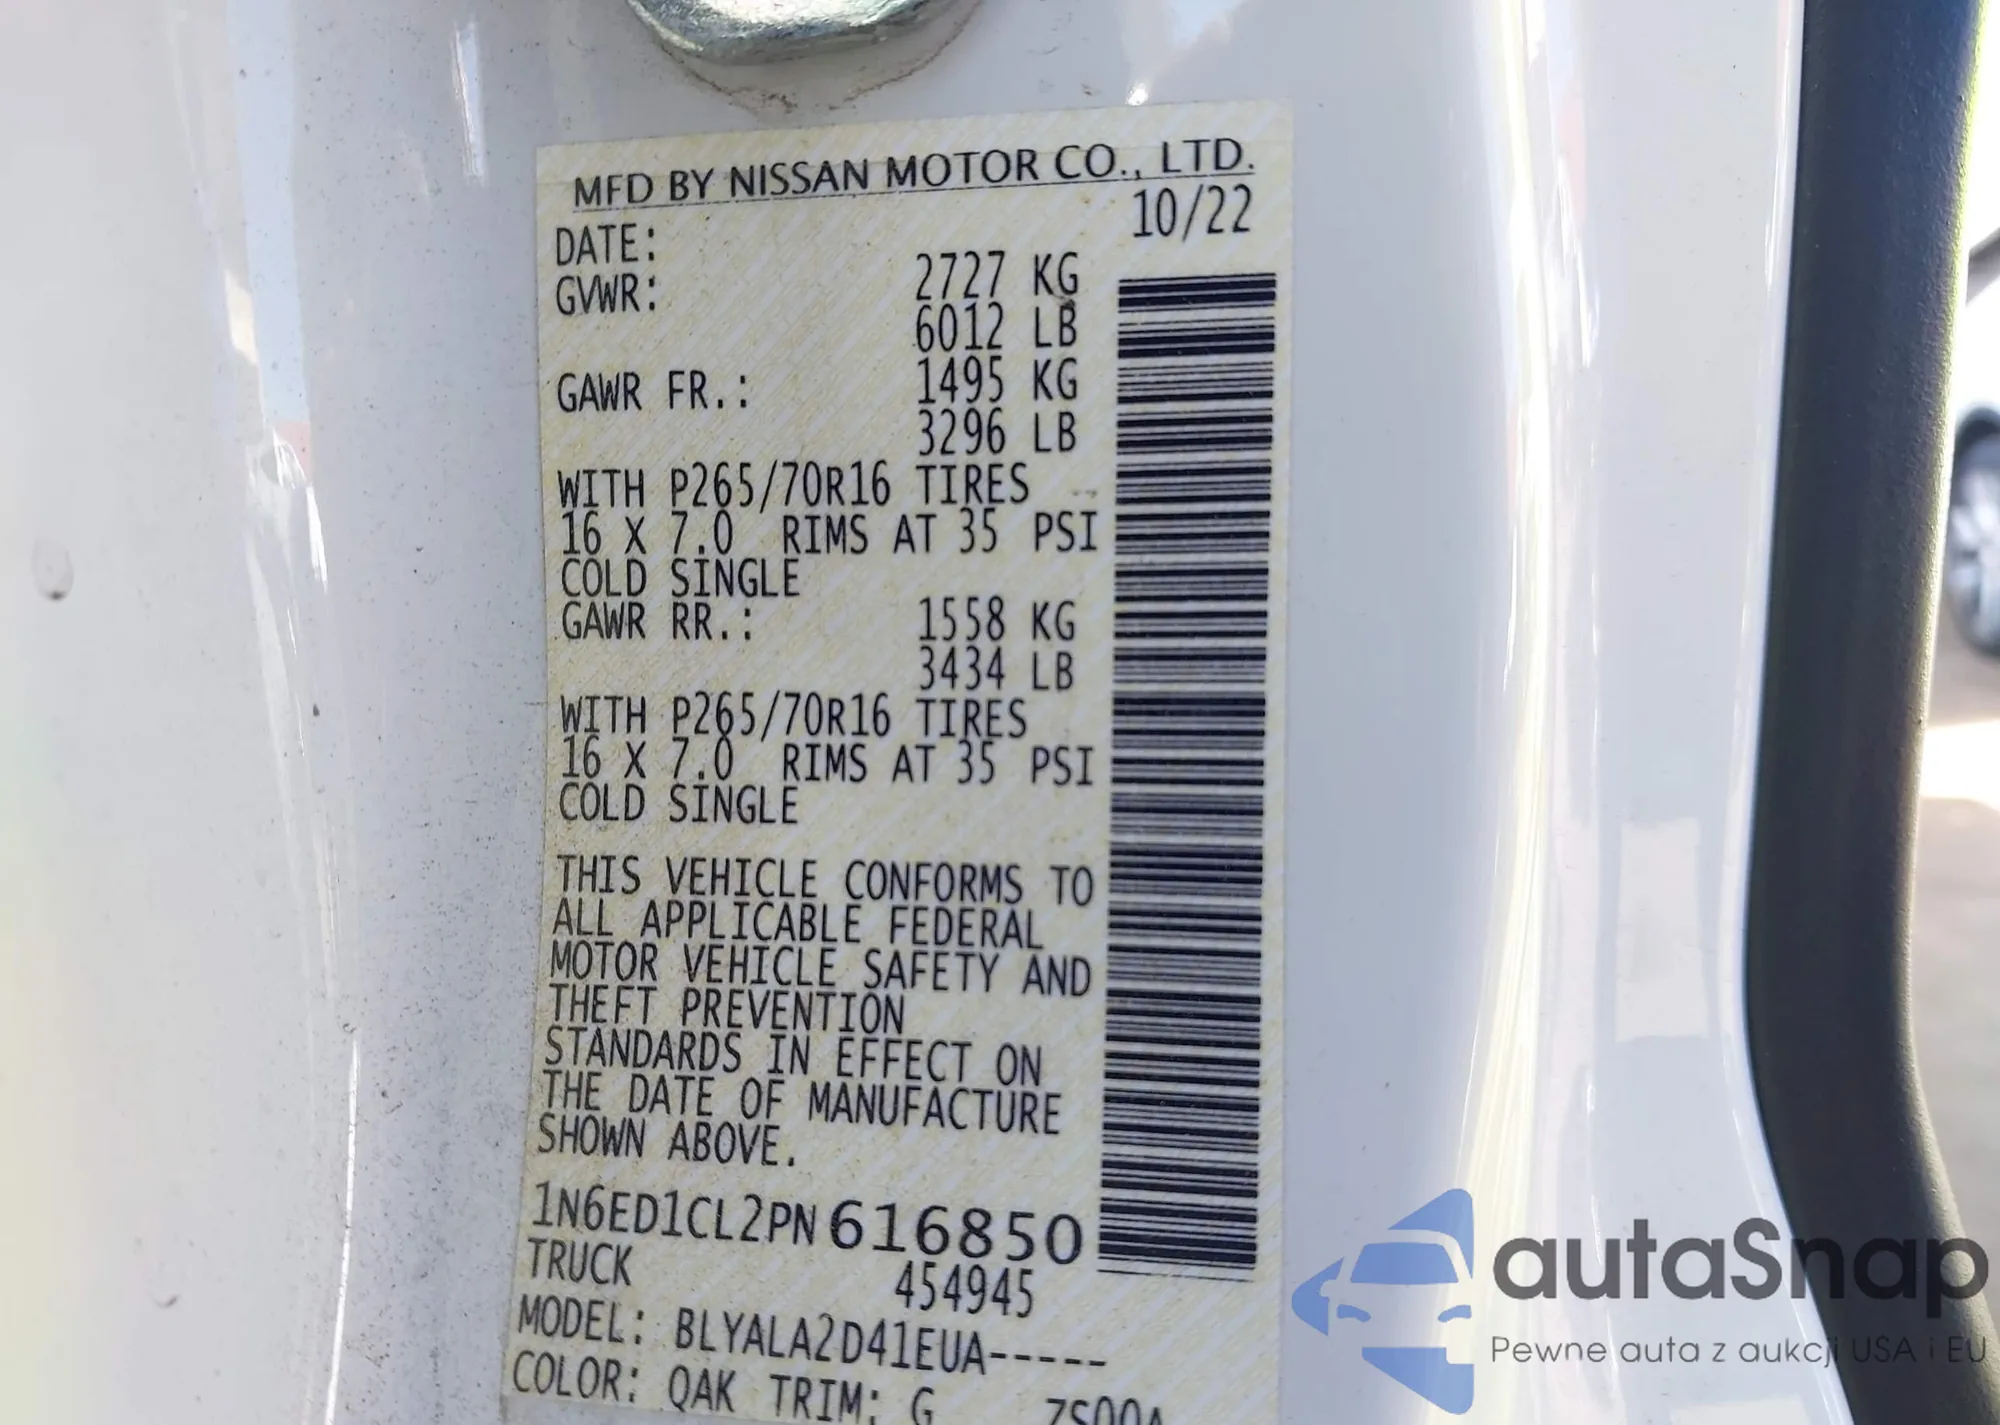 MFD BY NISSAN MOTOR CO., LTD.
DATE: 10/22
GVWR: 2727 KG
6012 LB
GAWR FR.: 1495 KG
3296 LB
WITH P265/70R16 TIRES
16 X 7.0 RIMS AT 35 PSI
COLD SINGLE
GAWR RR.: 1558 KG
3434 LB
WITH P265/70R16 TIRES
16 X 7.0 RIMS AT 35 PSI
COLD SINGLE
THIS VEHICLE CONFORMS TO
ALL APPLICABLE FEDERAL
MOTOR VEHICLE SAFETY AND
THEFT PREVENTION
STANDARDS IN EFFECT ON
THE DATE OF MANUFACTURE
SHOWN ABOVE.
1N6ED1CL2PN616850
TRUCK 454945
MODEL: BLYALA2D41EUA-----
COLOR: QAK TRIM: G
autaSnap
Pewne auta z aukcji USA i EU